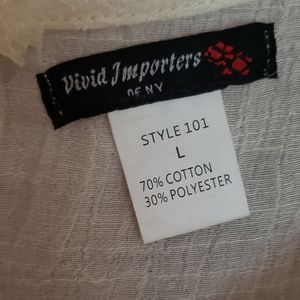 Vivid Importers
OF NY
STYLE 101
L
70% COTTON
30% POLYESTER